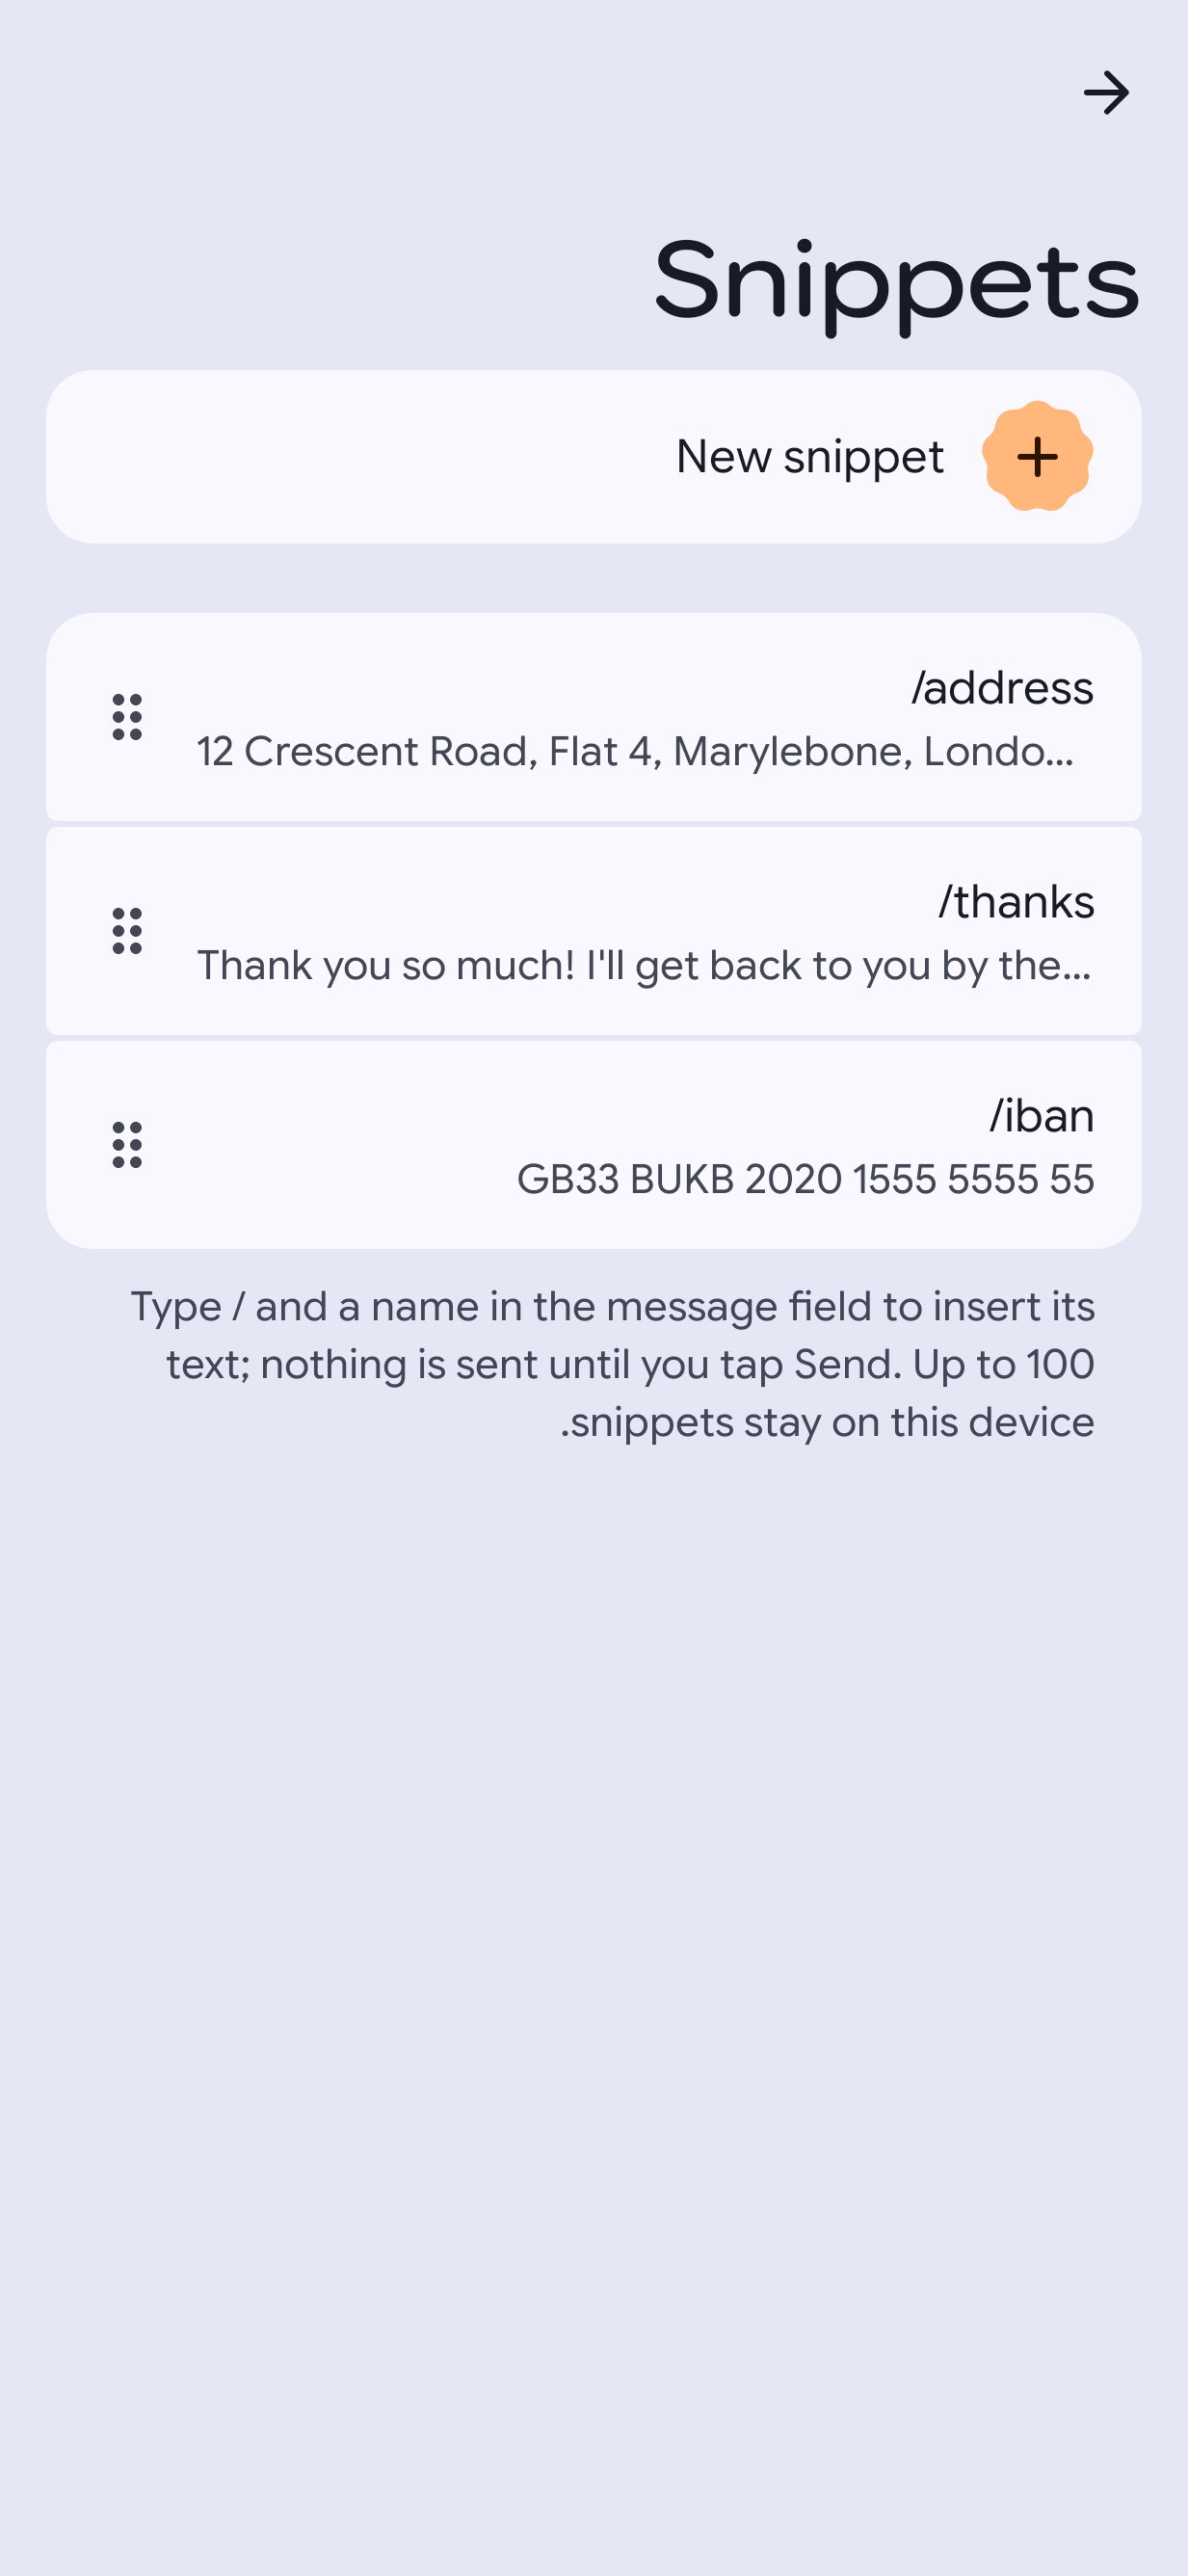 Snippets
New snippet
/address
12 Crescent Road, Flat 4, Marylebone, Londo...
/thanks
Thank you so much! I'll get back to you by the...
/iban
GB33 BUKB 2020 1555 5555 55
Type / and a name in the message field to insert its
text; nothing is sent until you tap Send. Up to 100
.snippets stay on this device